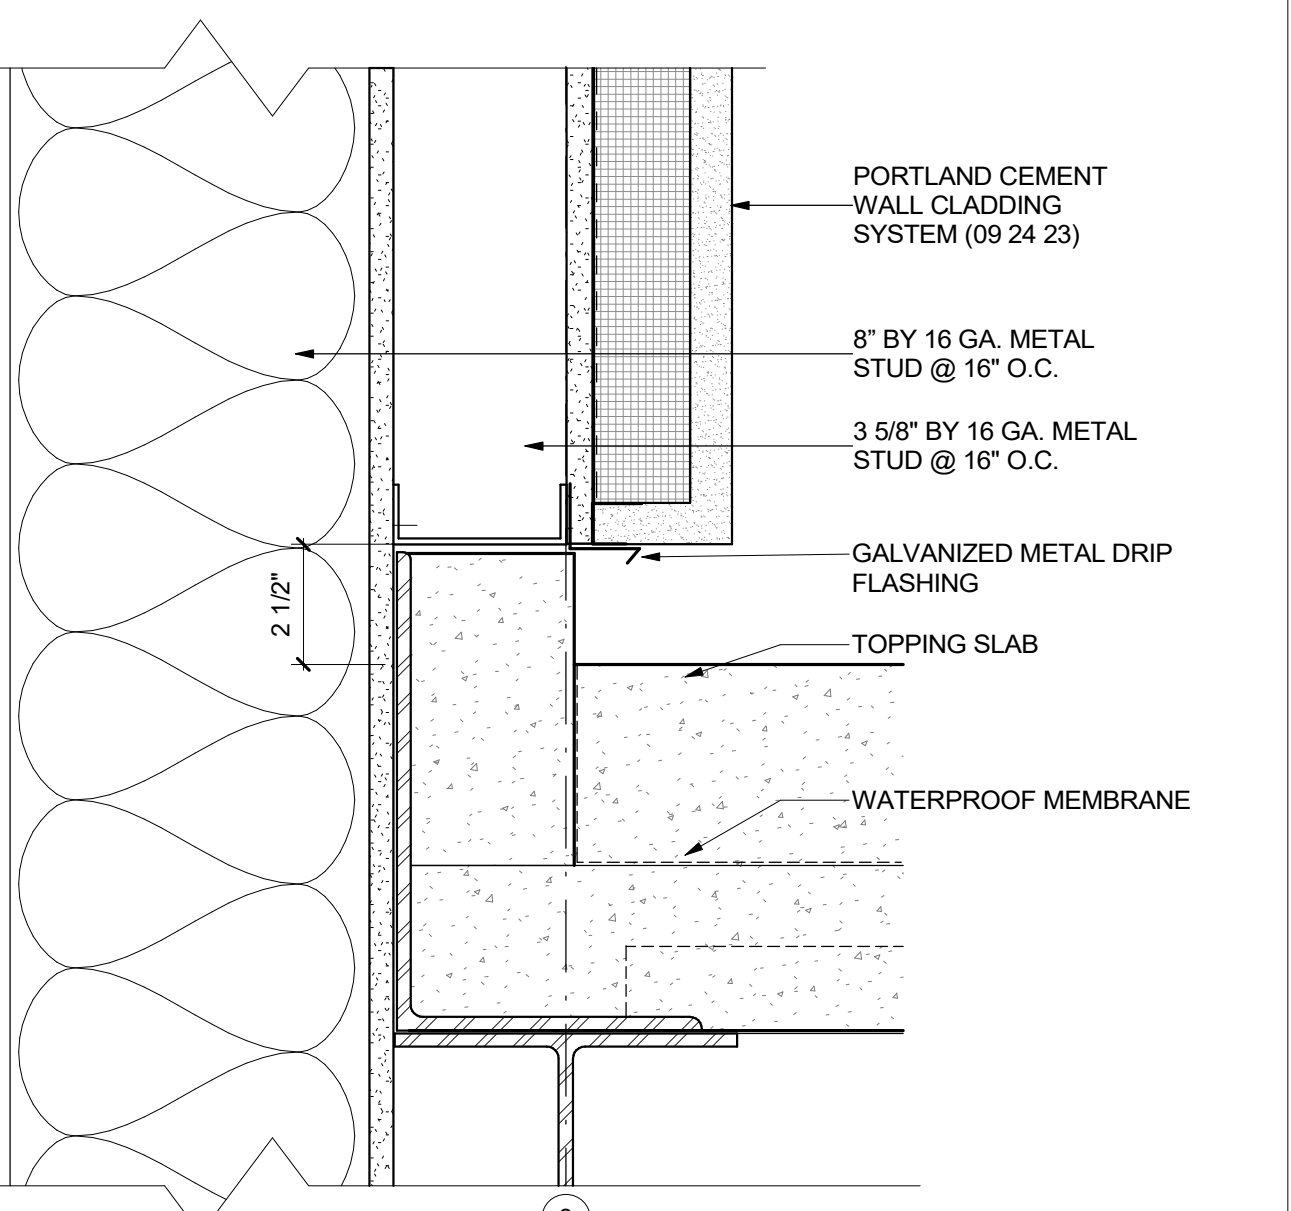 PORTLAND CEMENT
WALL CLADDING
SYSTEM (09 24 23)
8” BY 16 GA. METAL
STUD @ 16" O.C.
3 5/8" BY 16 GA. METAL
STUD @ 16" O.C.
GALVANIZED METAL DRIP
FLASHING
2 1/2"
TOPPING SLAB
WATERPROOF MEMBRANE